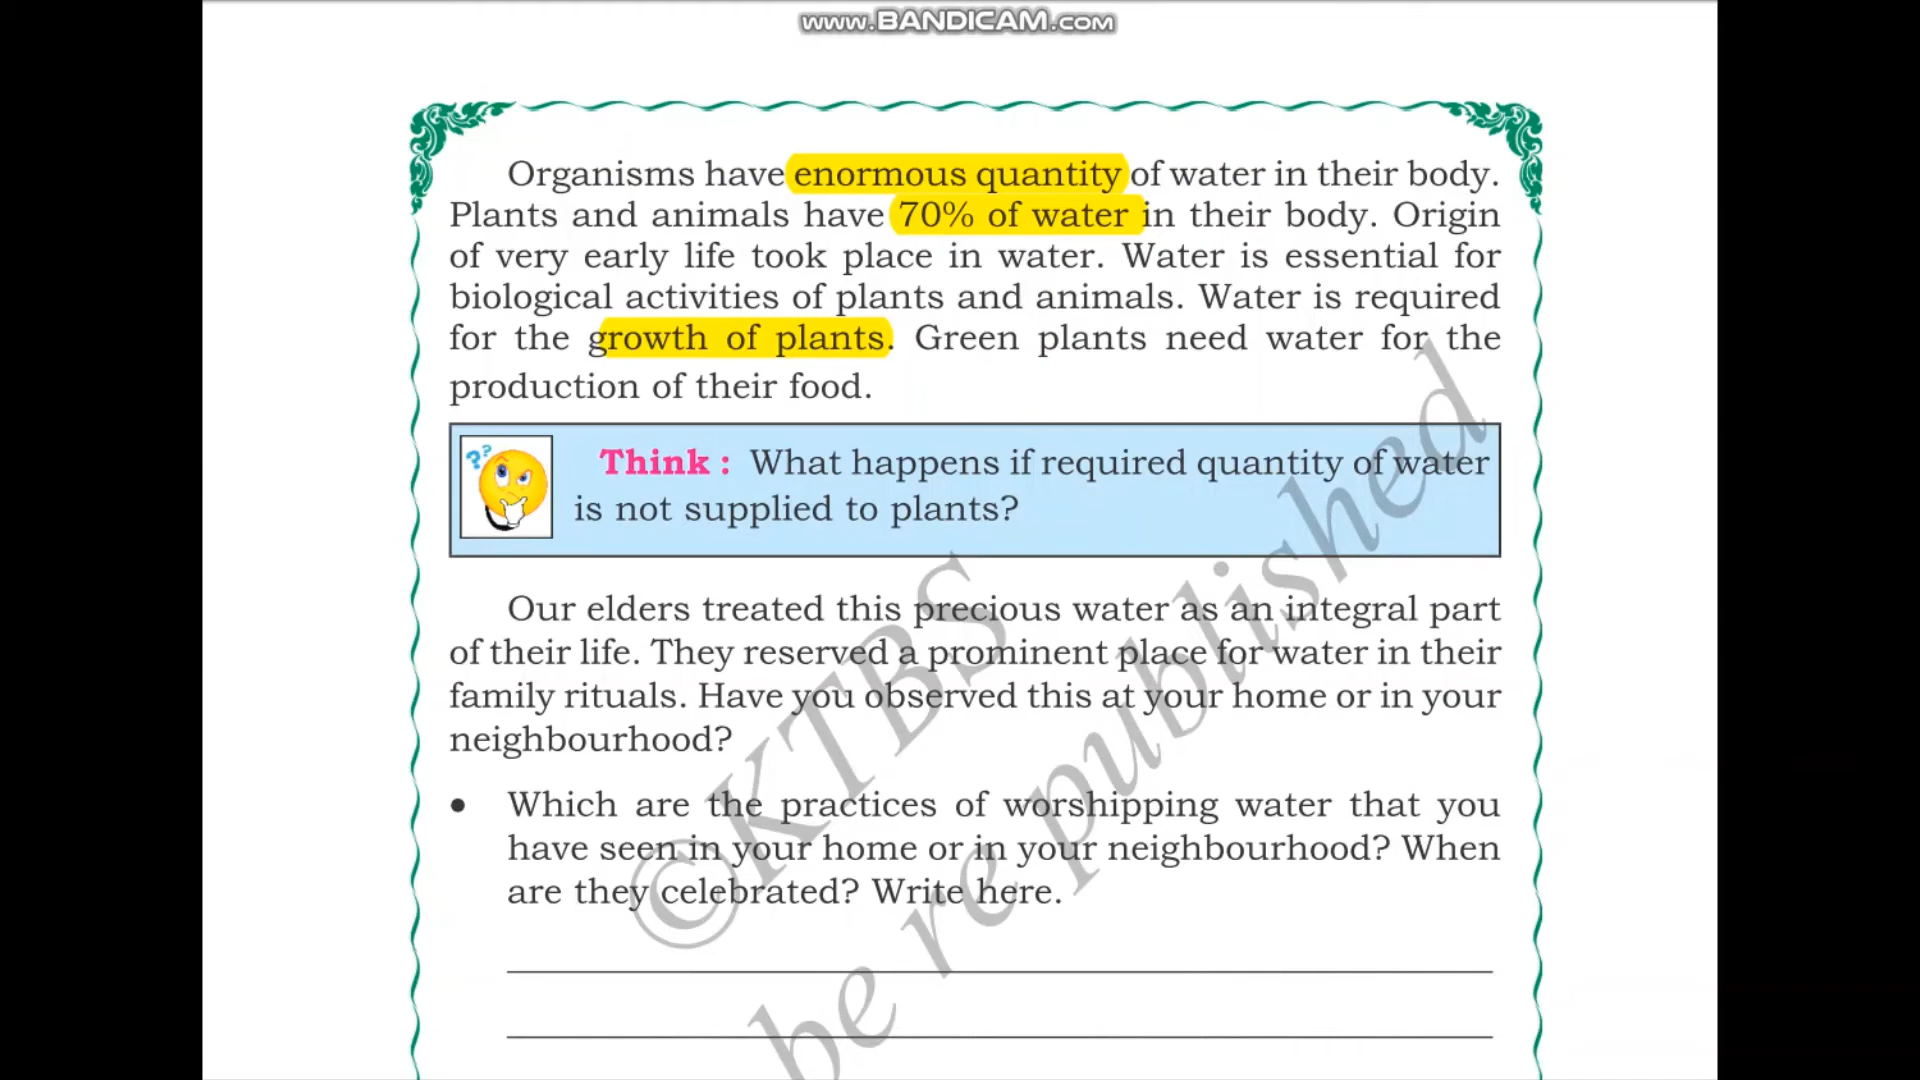 www.BANDICAM.com
Organisms have enormous quantity of water in their body.
Plants and animals have 70% of water in their body. Origin
of very early life took place in water. Water is essential for
biological activities of plants and animals. Water is required
for the growth of plants. Green plants need water for the
production of their food.
??
Think : What happens if required quantity of water
is not supplied to plants?
Our elders treated this precious water as an integral part
of their life. They reserved a prominent place for water in their
family rituals. Have you observed this at your home or in your
neighbourhood?
• Which are the practices of worshipping water that you
have seen in your home or in your neighbourhood? When
are they celebrated? Write here.
©KTBS
be republished